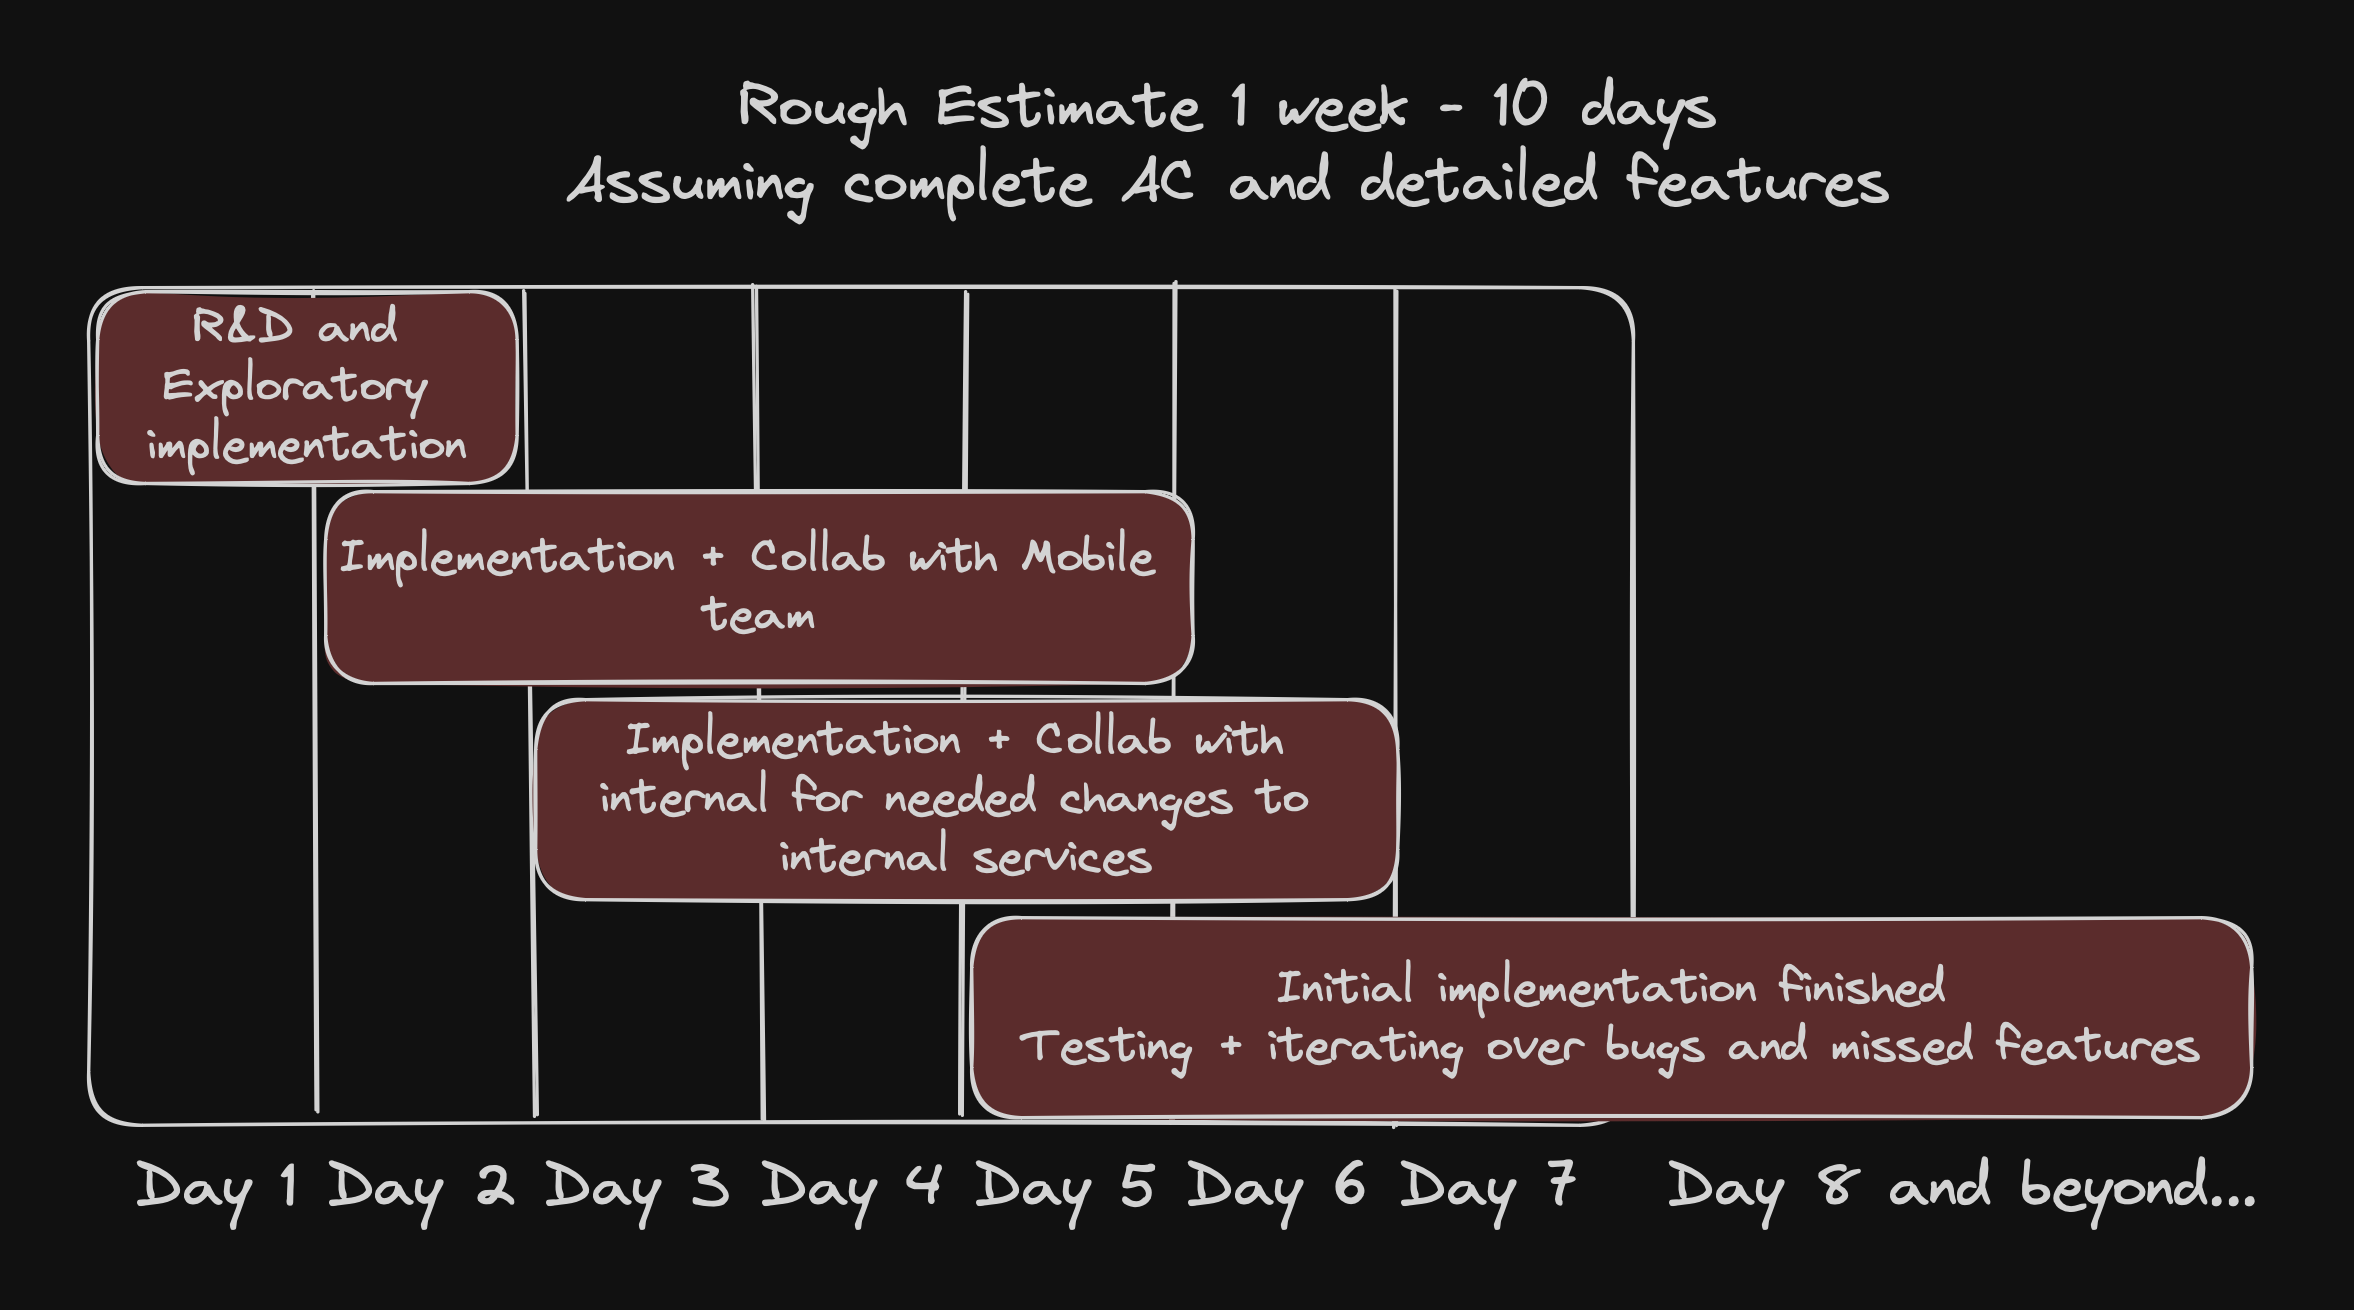 Rough Estimate 1 week - 10 days
Assuming complete AC and detailed features
R&D and
Exploratory
implementation
Implementation + Collab with Mobile
team
Implementation + Collab with
internal for needed changes to
internal services
Initial implementation finished
Testing + iterating over bugs and missed features
Day 1 Day 2 Day 3 Day 4 Day 5 Day 6 Day 7 Day 8 and beyond...